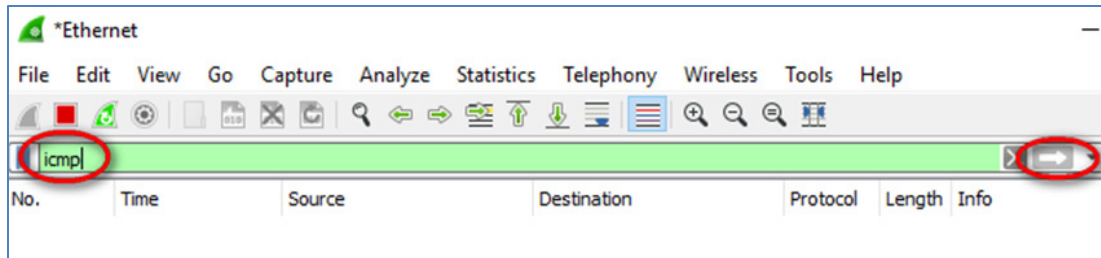 *Ethernet
File Edit View Go Capture Analyze Statistics Telephony Wireless Tools Help
icmp
No. Time Source Destination Protocol Length Info